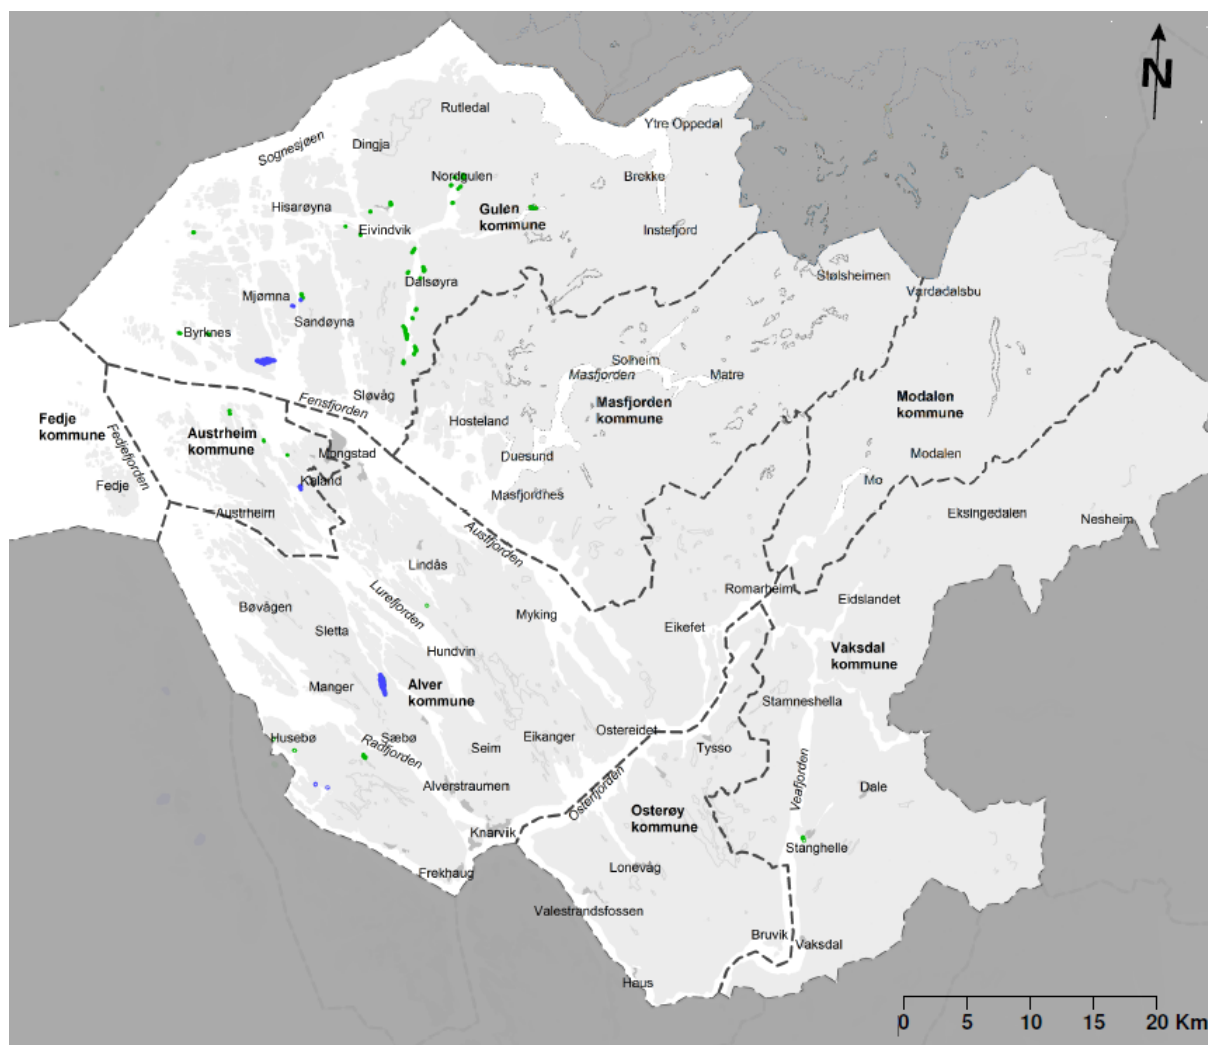 N
Rutledal
Ytre Oppedal
Sognesjøen
Dingja
Nordgulen
Brekke
Hisarøyna
Gulen
kommune
Eivindvik
Instefjord
Stølsheimen
Dalsøyra
Vardadalsbu
Mjømna
Sandøyna
Byrknes
Solheim
Masfjorden
Matre
Sløvåg
Fensfjorden
Masfjorden
kommune
Modalen
kommune
Fedje
kommune
Fedjefjorden
Austrheim
kommune
Hosteland
Mongstad
Duesund
Modalen
Fedje
Kaland
Mo
Masfjordnes
Austrheim
Eksingedalen
Nesheim
Austfjorden
Lindås
Romarheim
Eidslandet
Lurefjorden
Bøvågen
Myking
Eikefet
Sletta
Hundvin
Vaksdal
kommune
Manger
Alver
kommune
Stamneshella
Husebø
Sæbø
Radfjorden
Seim
Eikanger
Ostereidet
Tysso
Veafjorden
Alverstraumen
Osterfjorden
Dale
Osterøy
kommune
Knarvik
Stanghelle
Frekhaug
Lonevåg
Valestrandsfossen
Bruvik
Vaksdal
Haus
0 5 10 15 20 Km